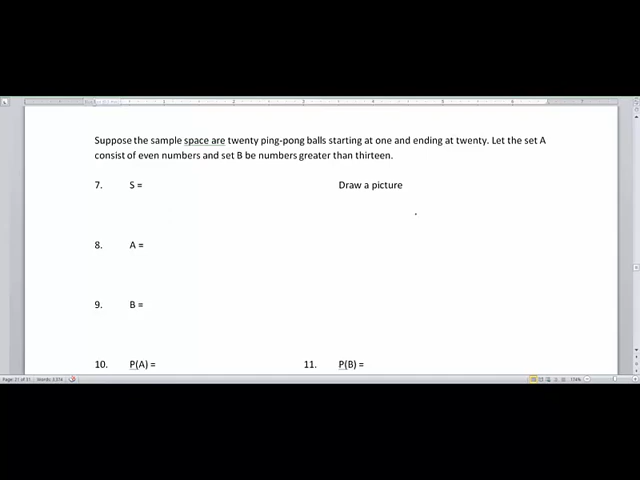 Suppose the sample space are twenty ping-pong balls starting at one and ending at twenty. Let the set A
consist of even numbers and set B be numbers greater than thirteen.
7. S =
Draw a picture
8. A =
9. B =
10. P(A) =
11. P(B) =